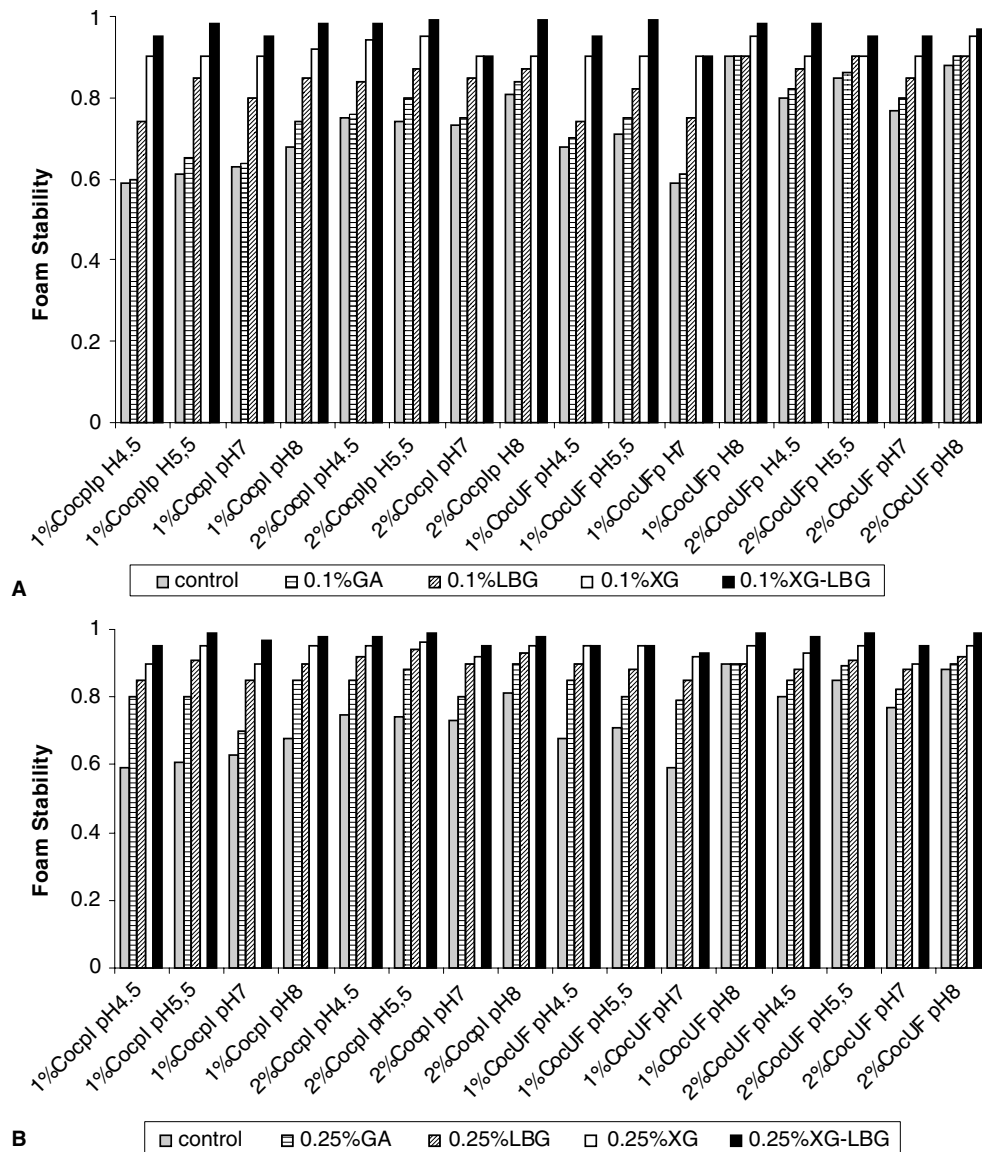 1
0.8
0.6
0.4
0.2
0
Foam Stability
1%Cocplp H4.5
1%Cocplp H5,5
1%Cocpl pH7
1%Cocpl pH8
2%Cocpl pH4.5
2%Cocplp H5,5
2%Cocpl pH7
2%Cocplp H8
1%CocUF pH4.5
1%CocUF pH5,5
1%CocUFp H7
1%CocUFp H8
2%CocUFp H4.5
2%CocUFp H5,5
2%CocUF pH7
2%CocUF pH8
A
control 0.1%GA 0.1%LBG 0.1%XG 0.1%XG-LBG
1
0.8
0.6
0.4
0.2
0
Foam Stability
1%Cocpl pH4.5
1%Cocpl pH5,5
1%Cocpl pH7
1%Cocpl pH8
2%Cocpl pH4.5
2%Cocpl pH5,5
2%Cocpl pH7
2%Cocpl pH8
1%CocUF pH4.5
1%CocUF pH5,5
1%CocUF pH7
1%CocUF pH8
2%CocUF pH4.5
2%CocUF pH5,5
2%CocUF pH7
2%CocUF pH8
B
control 0.25%GA 0.25%LBG 0.25%XG 0.25%XG-LBG